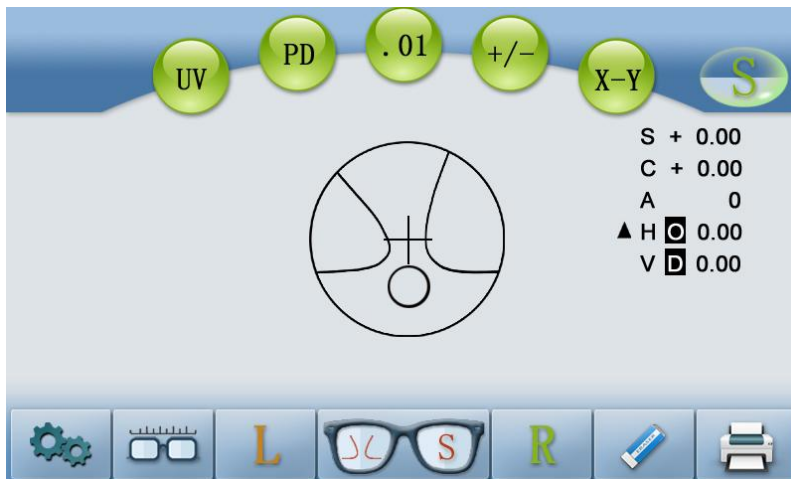 UV PD .01 +/- X-Y S
S + 0.00
C + 0.00
A 0
▲ H O 0.00
V D 0.00
L S R